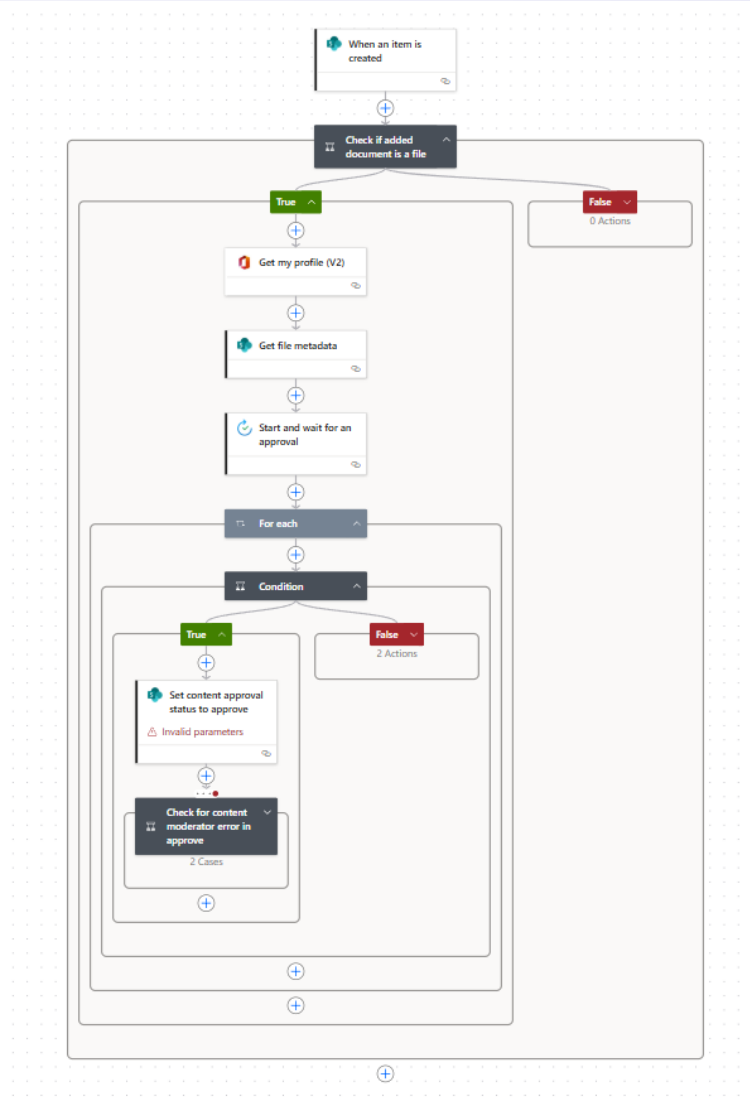 When an item is
created
Check if added
document is a file
True
False
0 Actions
Get my profile (V2)
Get file metadata
Start and wait for an
approval
For each
Condition
True
False
2 Actions
Set content approval
status to approve
Invalid parameters
Check for content
moderator error in
approve
2 Cases